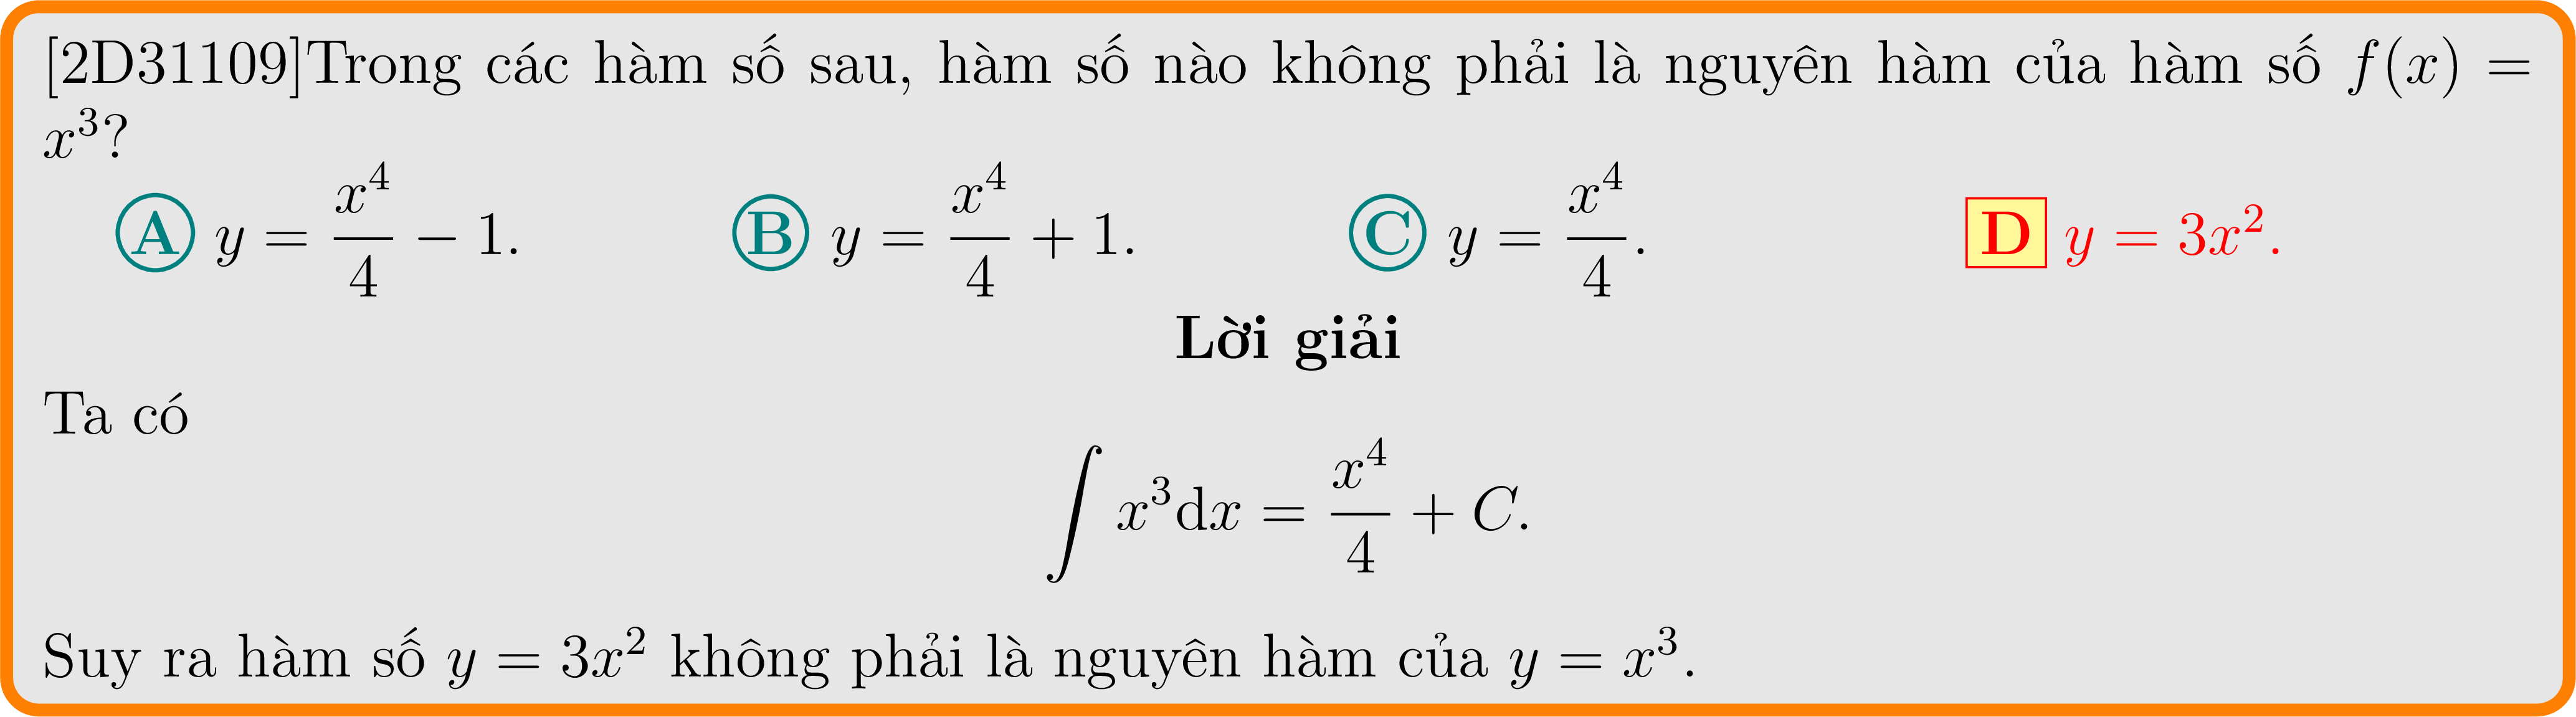 [2D31109]Trong các hàm số sau, hàm số nào không phải là nguyên hàm của hàm số $f(x) =$
$x^3$?
A $y = \frac{x^4}{4} - 1.$ B $y = \frac{x^4}{4} + 1.$ C $y = \frac{x^4}{4}.$ D $y = 3x^2.$
Lời giải
Ta có
$\int x^3 \mathrm{d}x = \frac{x^4}{4} + C.$
Suy ra hàm số $y = 3x^2$ không phải là nguyên hàm của $y = x^3.$